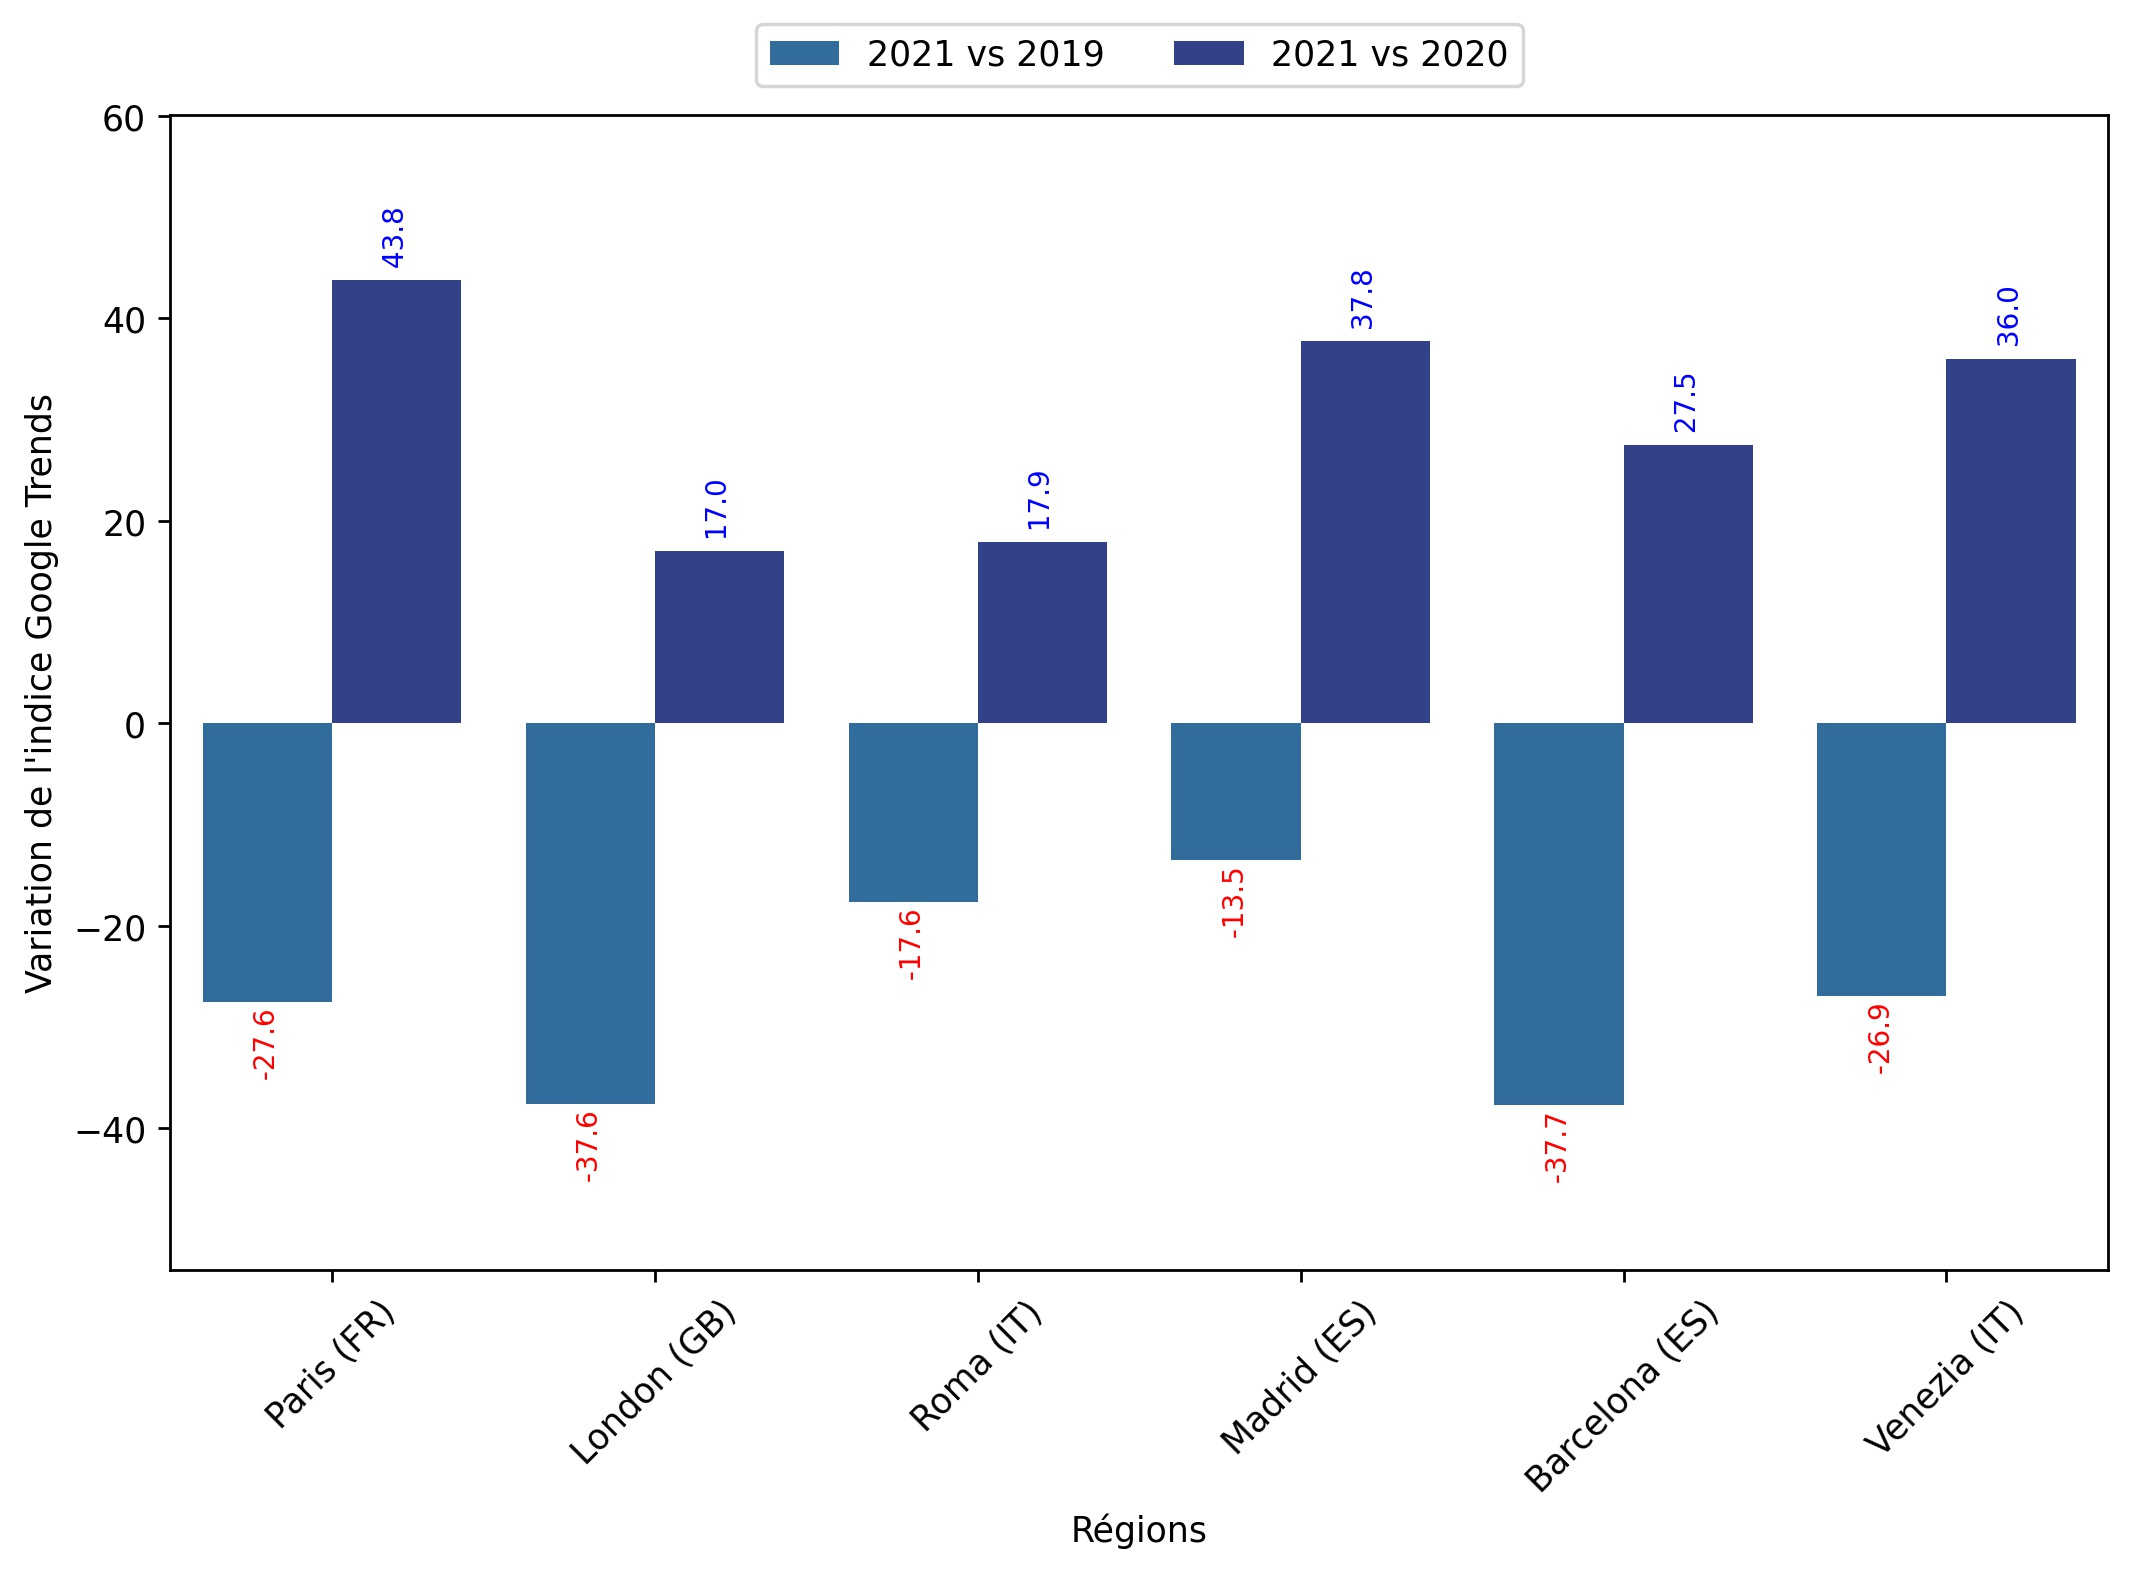 2021 vs 2019
2021 vs 2020
Variation de l'indice Google Trends
60
40
20
0
−20
−40
43.8
17.0
17.9
37.8
27.5
36.0
-27.6
-37.6
-17.6
-13.5
-37.7
-26.9
Paris (FR)
London (GB)
Roma (IT)
Madrid (ES)
Barcelona (ES)
Venezia (IT)
Régions